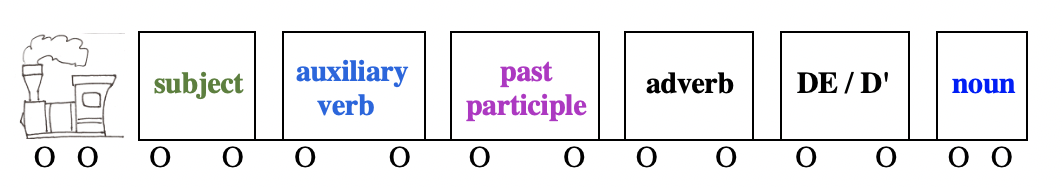 subject
auxiliary
verb
past
participle
adverb
DE / D'
noun
O O O O O O O O O O O O O O